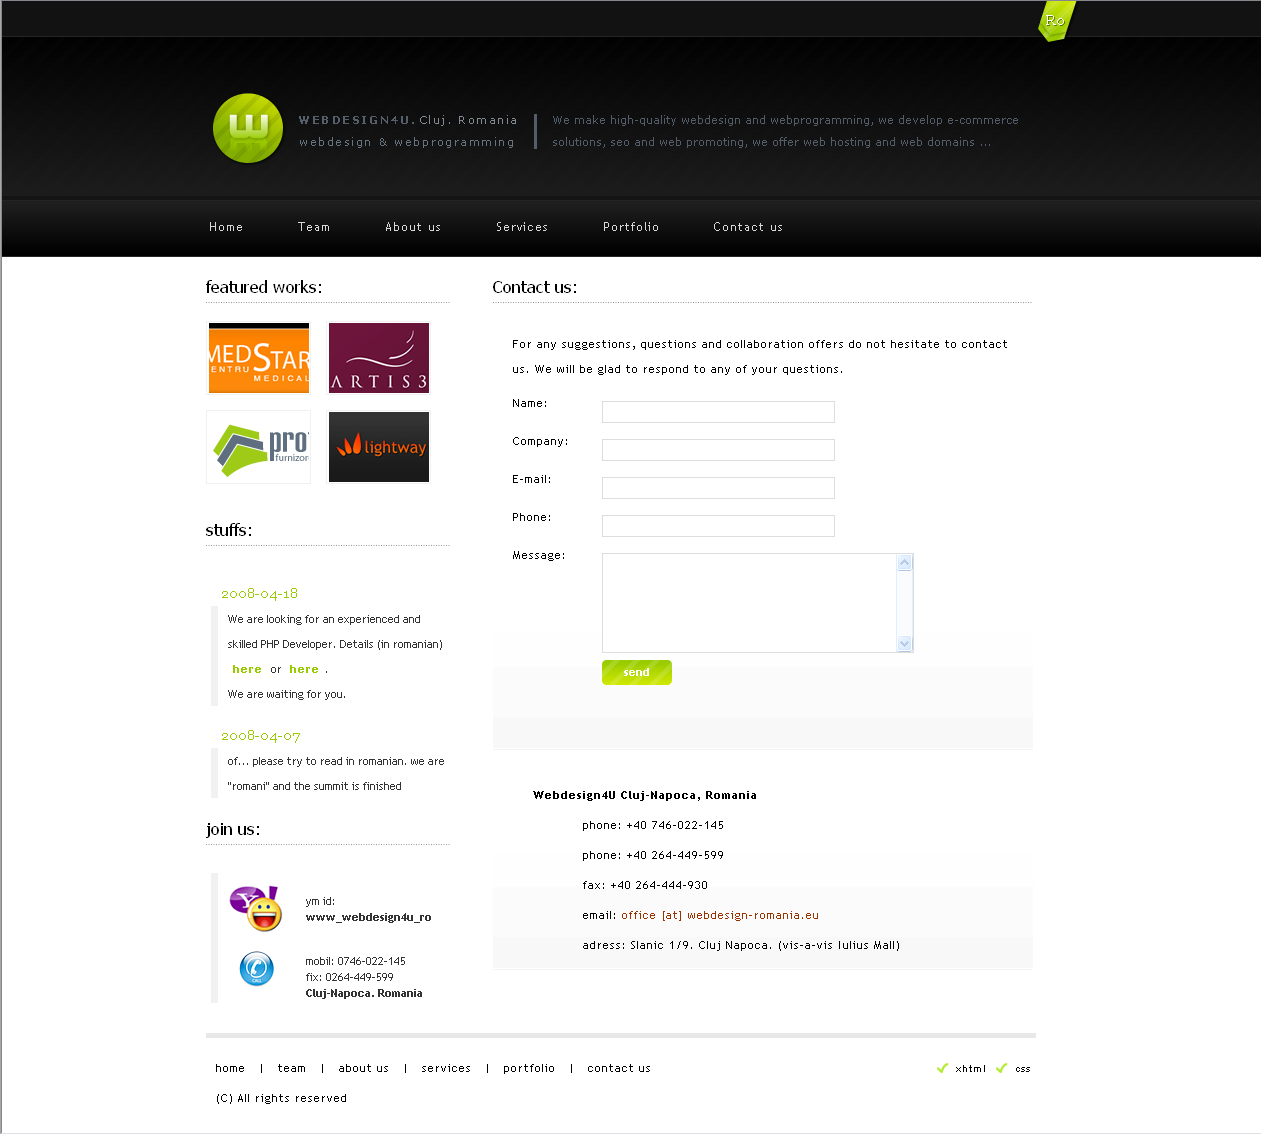 Ro
W
WEBDESIGN4U. Cluj. Romania
webdesign & webprogramming
We make high-quality webdesign and webprogramming, we develop e-commerce
solutions, seo and web promoting, we offer web hosting and web domains ...
Home Team About us Services Portfolio Contact us
featured works:
MEDSTAR
ENTRU
MEDICAL
ARTIS3
pro
furnizor
lightway
stuffs:
2008-04-18
We are looking for an experienced and
skilled PHP Developer. Details (in romanian)
here or here .
We are waiting for you.
2008-04-07
of... please try to read in romanian. we are
"romani" and the summit is finished
join us:
Y!
ym id:
www_webdesign4u_ro
CALL
mobil: 0746-022-145
fix: 0264-449-599
Cluj-Napoca. Romania
Contact us:
For any suggestions, questions and collaboration offers do not hesitate to contact
us. We will be glad to respond to any of your questions.
Name:
Company:
E-mail:
Phone:
Message:
send
Webdesign4U Cluj-Napoca, Romania
phone: +40 746-022-145
phone: +40 264-449-599
fax: +40 264-444-930
email: office [at] webdesign-romania.eu
adress: Slanic 1/9. Cluj Napoca. (vis-a-vis Iulius Mall)
home | team | about us | services | portfolio | contact us
xhtml css
(C) All rights reserved